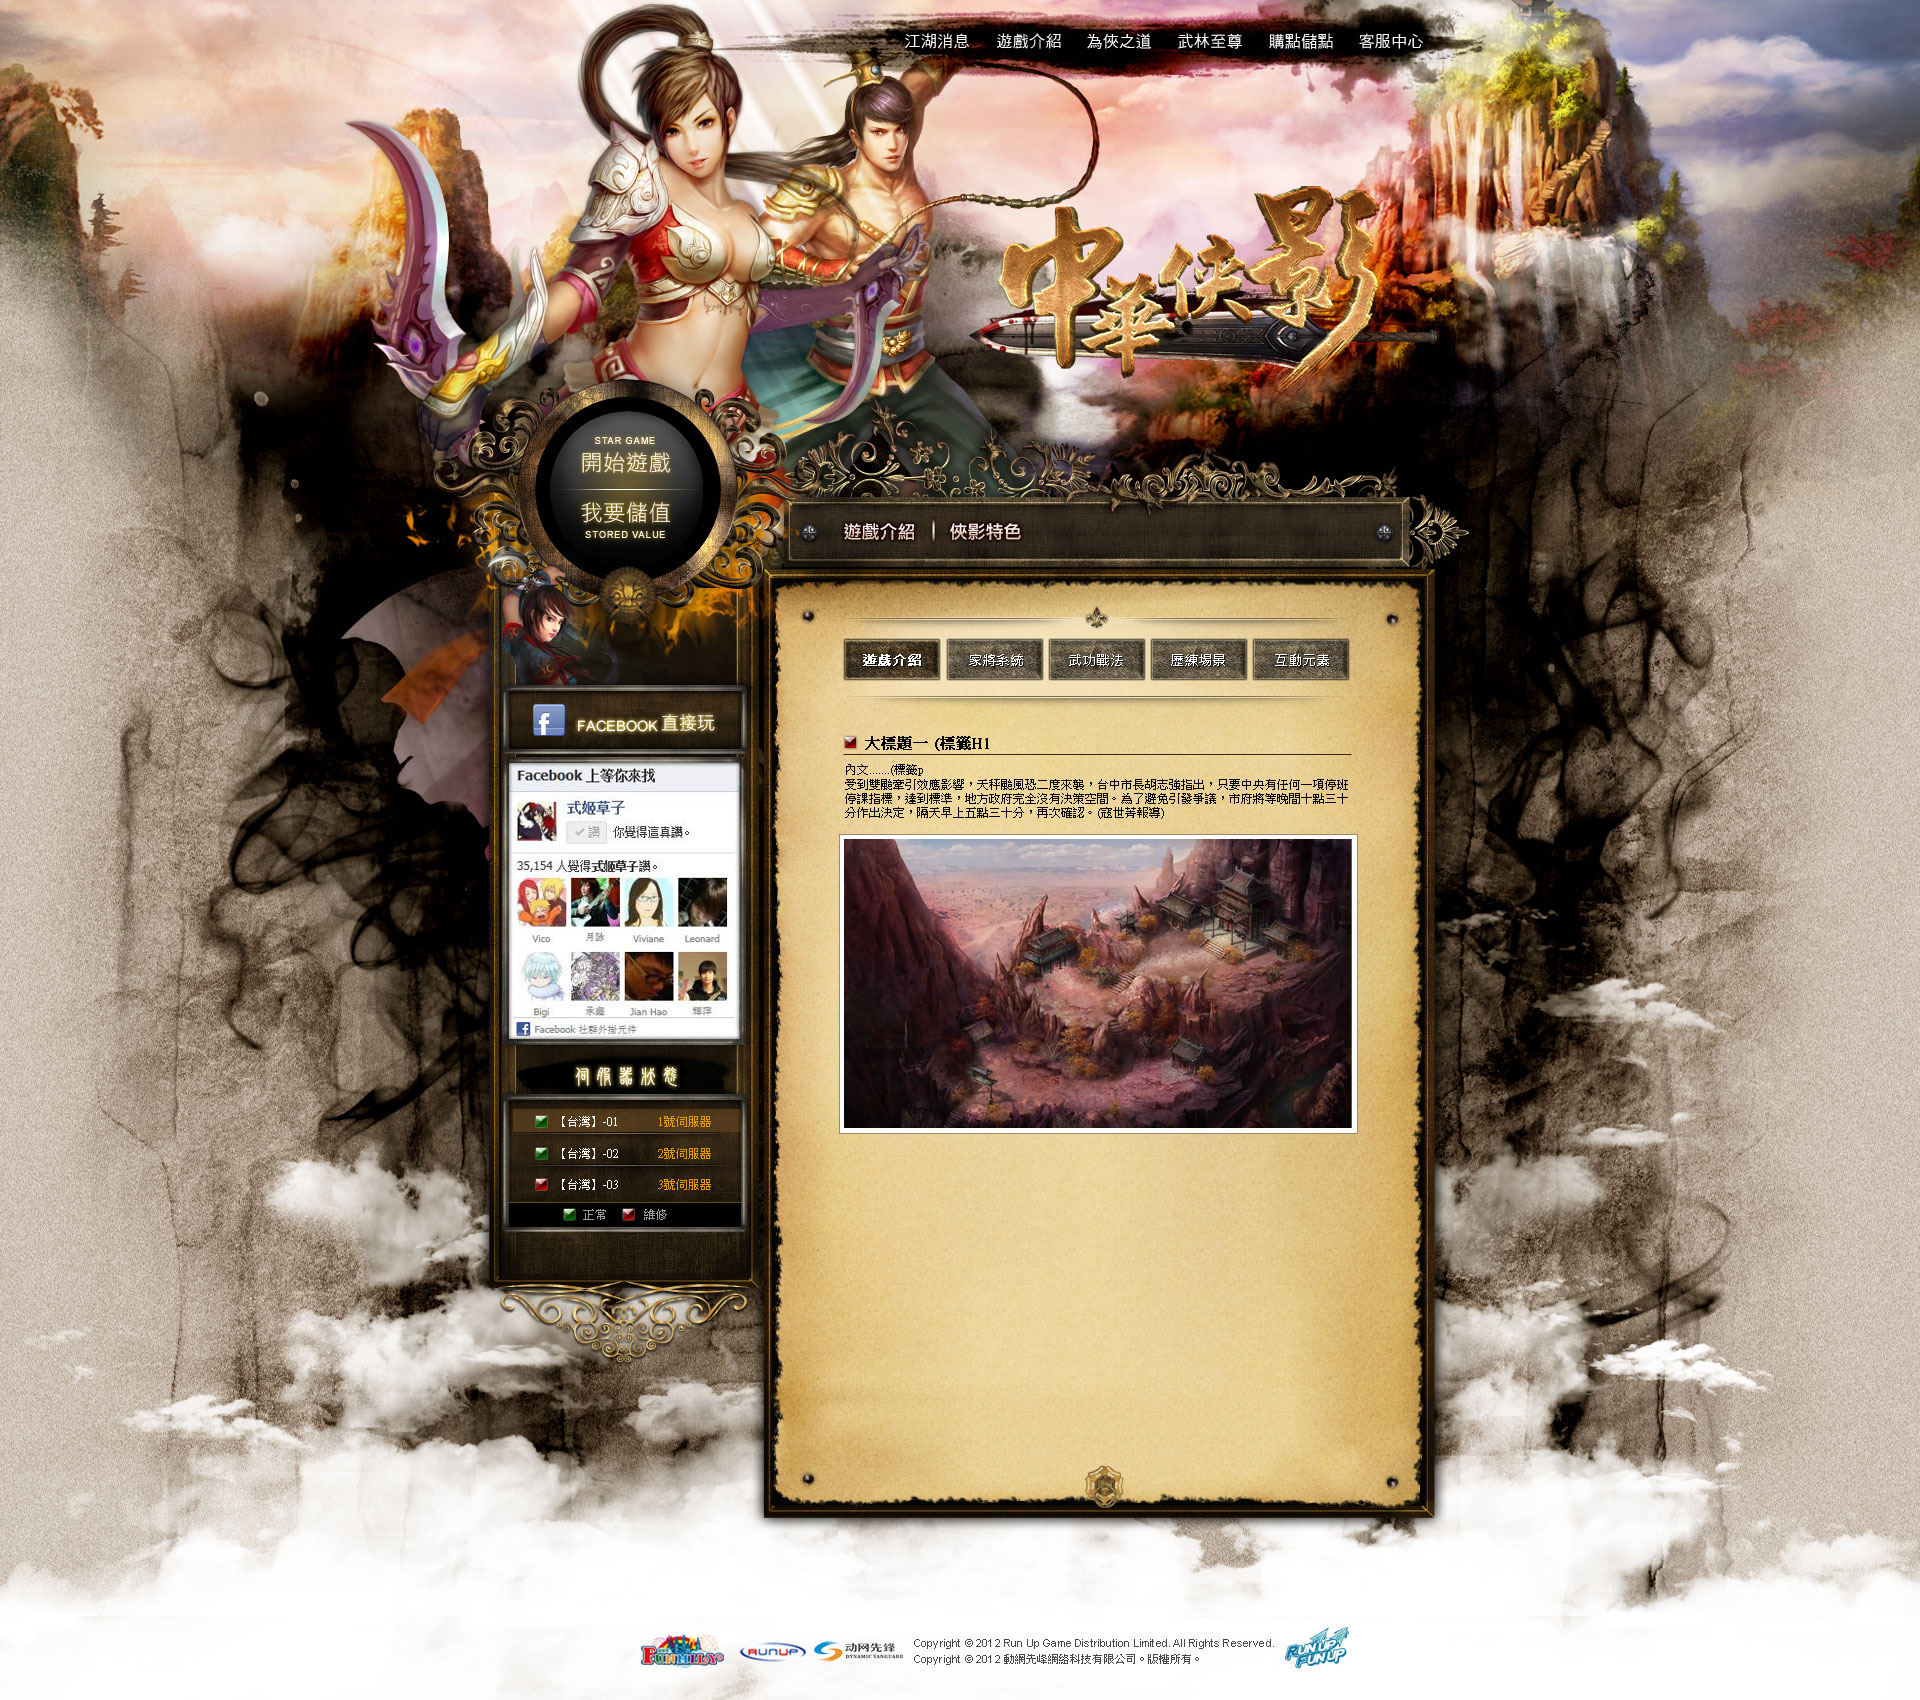 江湖消息 遊戲介紹 為俠之道 武林至尊 購點儲點 客服中心
中華俠影
STAR GAME
開始遊戲
我要儲值
STORED VALUE
遊戲介紹 | 俠影特色
遊戲介紹 家將系統 武功戰法 歷練場景 互動元素
FACEBOOK 直接玩
大標題一 (標籤H1
內文.......(標籤p
受到雙颱牽引效應影響，天秤颱風恐二度來襲，台中市長胡志強指出，只要中央有任何一項停班
停課指標，達到標準，地方政府完全沒有決策空間。為了避免引發爭議，市府將等晚間十點三十
分作出決定，隔天早上五點三十分，再次確認。(寇世菁報導)
Facebook 上等你來找
式姬草子
讚 你覺得這真讚。
35,154 人覺得式姬草子讚。
Vico 月詠 Viviane Leonard
Bigi 承鑫 Jian Hao
Facebook 社群外掛元件
伺服器狀態
【台灣】-01 1號伺服器
【台灣】-02 2號伺服器
【台灣】-03 3號伺服器
正常 維修
FUNMILY
RUNUP
动网先锋
DYNAMIC VANGUARD
Copyright © 2012 Run Up Game Distribution Limited. All Rights Reserved.
Copyright © 2012 動網先峰網絡科技有限公司。版權所有。
RUN UP
FUN UP